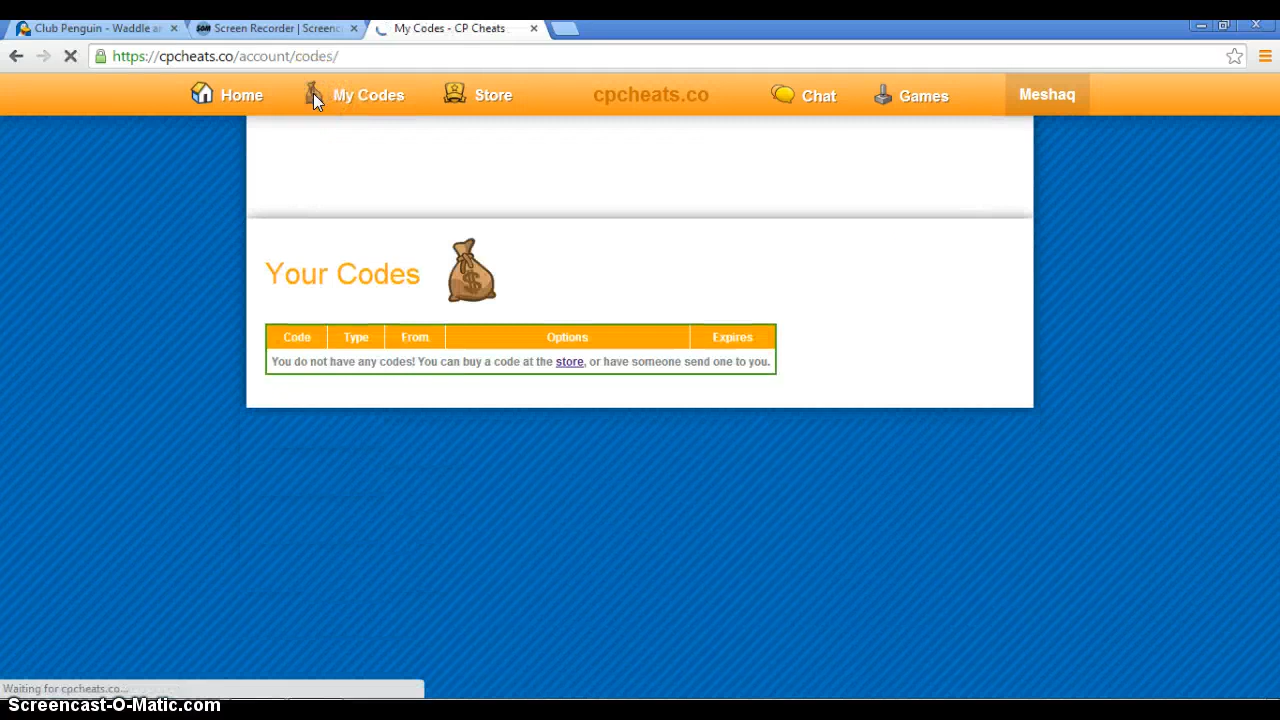 Club Penguin - Waddle a
Screen Recorder | Screenc
My Codes - CP Cheats
https://cpcheats.co/account/codes/
Home
My Codes
Store
cpcheats.co
Chat
Games
Meshaq
Your Codes
Code Type From Options Expires
You do not have any codes! You can buy a code at the store, or have someone send one to you.
Waiting for cpcheats.co...
Screencast-O-Matic.com